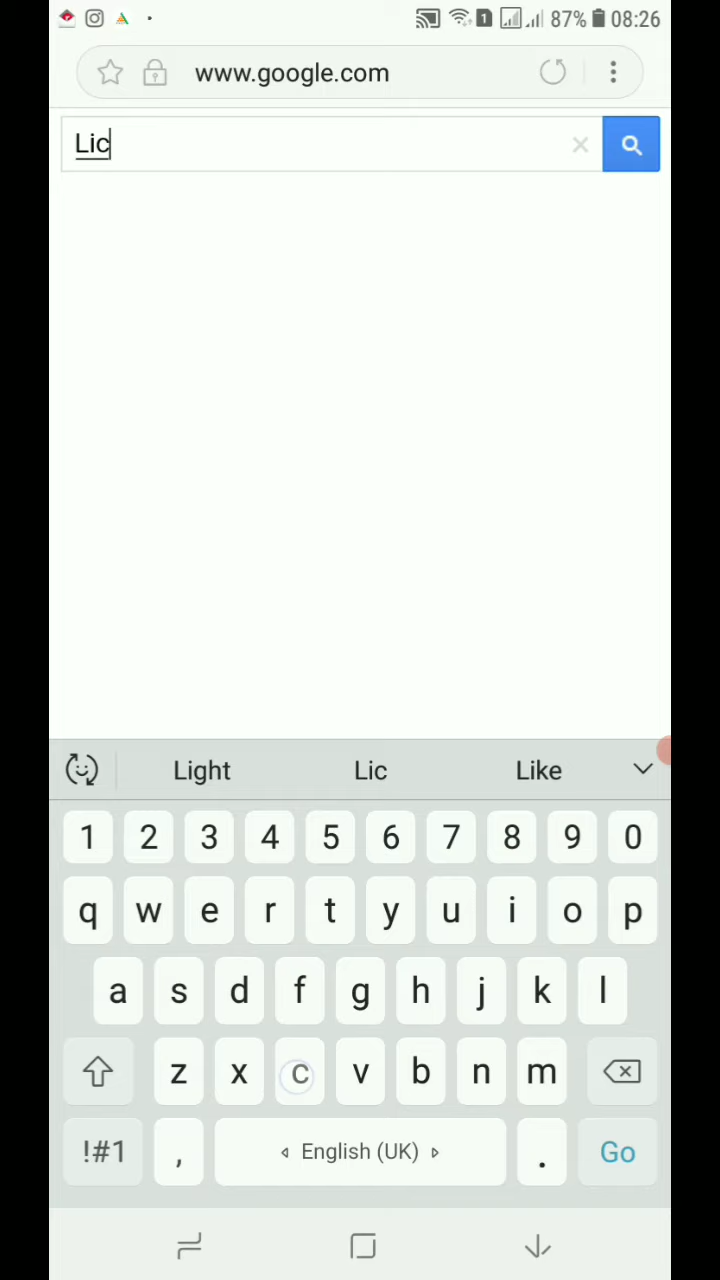 1 87% 08:26
www.google.com
Lic
Light Lic Like
1 2 3 4 5 6 7 8 9 0
q w e r t y u i o p
a s d f g h j k l
z x c v b n m
!#1 , English (UK) . Go